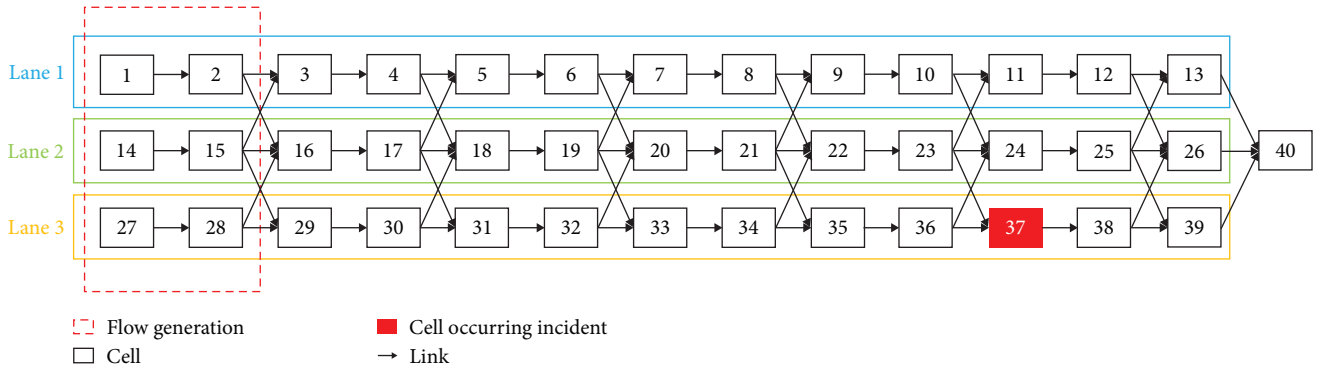 Lane 1 1 2 3 4 5 6 7 8 9 10 11 12 13
Lane 2 14 15 16 17 18 19 20 21 22 23 24 25 26 40
Lane 3 27 28 29 30 31 32 33 34 35 36 37 38 39
Flow generation Cell occurring incident
Cell Link